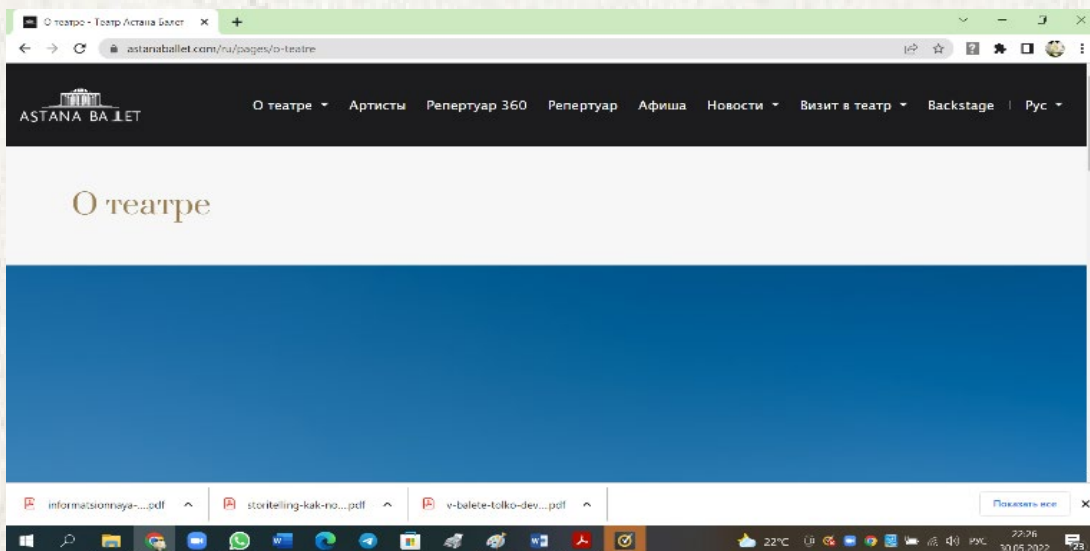 О театре - Театр Астана Балет
astanaballet.com/ru/pages/o-teatre
ASTANA BALLET
О театре Артисты Репертуар 360 Репертуар Афиша Новости Визит в театр Backstage | Рус
О театре
informatsionnaya-....pdf storitelling-kak-no....pdf v-balete-tolko-dev....pdf Показать все
22°C РУС 22:26
30.05.2022